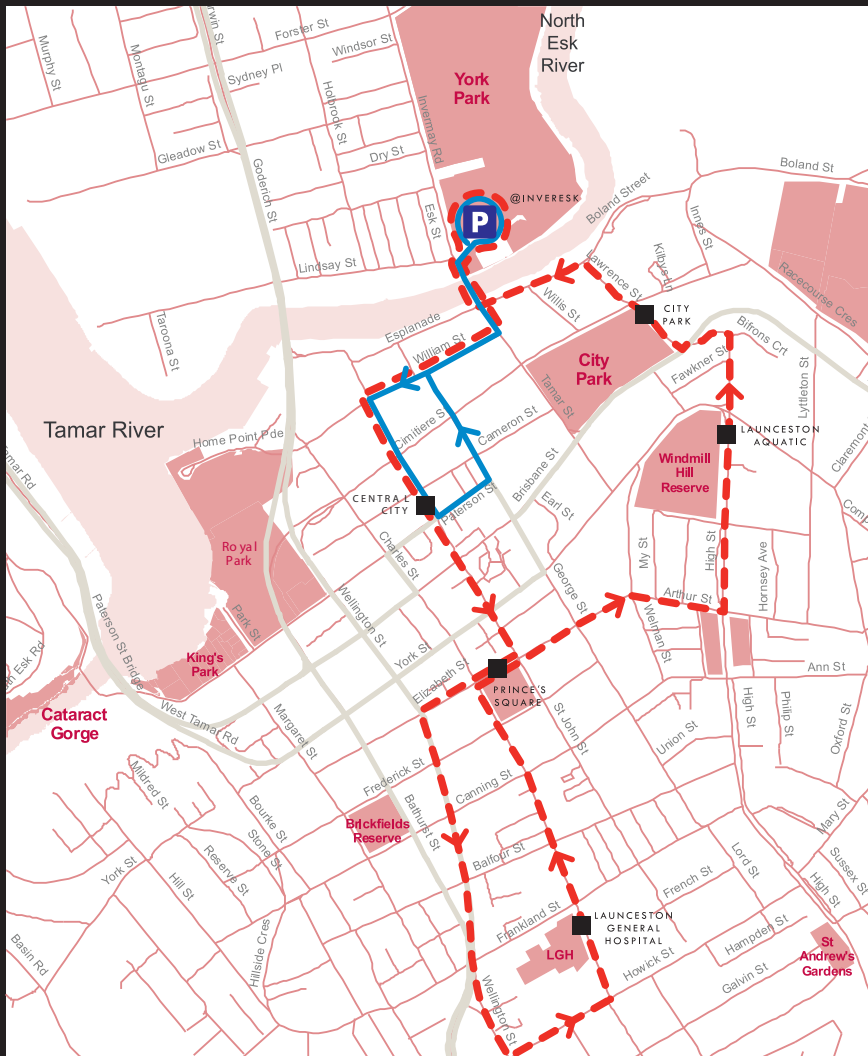 North
Esk
River
Forster St
Windsor St
Murphy St
Montagu St
Sydney Pl
Holbrook St
York
Park
Invermay Rd
Gleadow St
Dry St
Goderich St
Boland St
@INVERESK
P
Esk St
Boland Street
Innes St
Kilby Ln
Lindsay St
Lawrence St
Racecourse Cres
Willis St
CITY
PARK
Taroona St
Esplanade
William St
Bifrons Crt
City
Park
Fawkner St
Tamar St
Lyttleton St
Cimitiere S
Cameron St
Tamar River
Home Point Pde
LAUNCESTON
AQUATIC
Claremont
Windmill
Hill
Reserve
Brisbane St
amar Rd
CENTRAL
CITY
Paterson St
Earl St
Charles St
Royal
Park
My St
High St
Hornsey Ave
George St
Arthur St
Wellington St
Paterson St Bridge
Park St
Welman St
York St
King's
Park
Elizabeth St
Ann St
PRINCE'S
SQUARE
th Esk Rd
Cataract
Gorge
West Tamar Rd
Margaret St
St John St
High St
Philip St
Oxford St
Union St
Frederick St
Canning St
Mildred St
Bourke St
Stone St
Bathurst St
Brickfields
Reserve
Mary St
Balfour St
Reserve St
York St
Hill St
Lord St
Sussex St
French St
High St
Frankland St
LAUNCESTON
GENERAL
HOSPITAL
Hampden St
Basin Rd
Hillside Cres
LGH
Howick St
Galvin St
St
Andrew's
Gardens
Wellington St